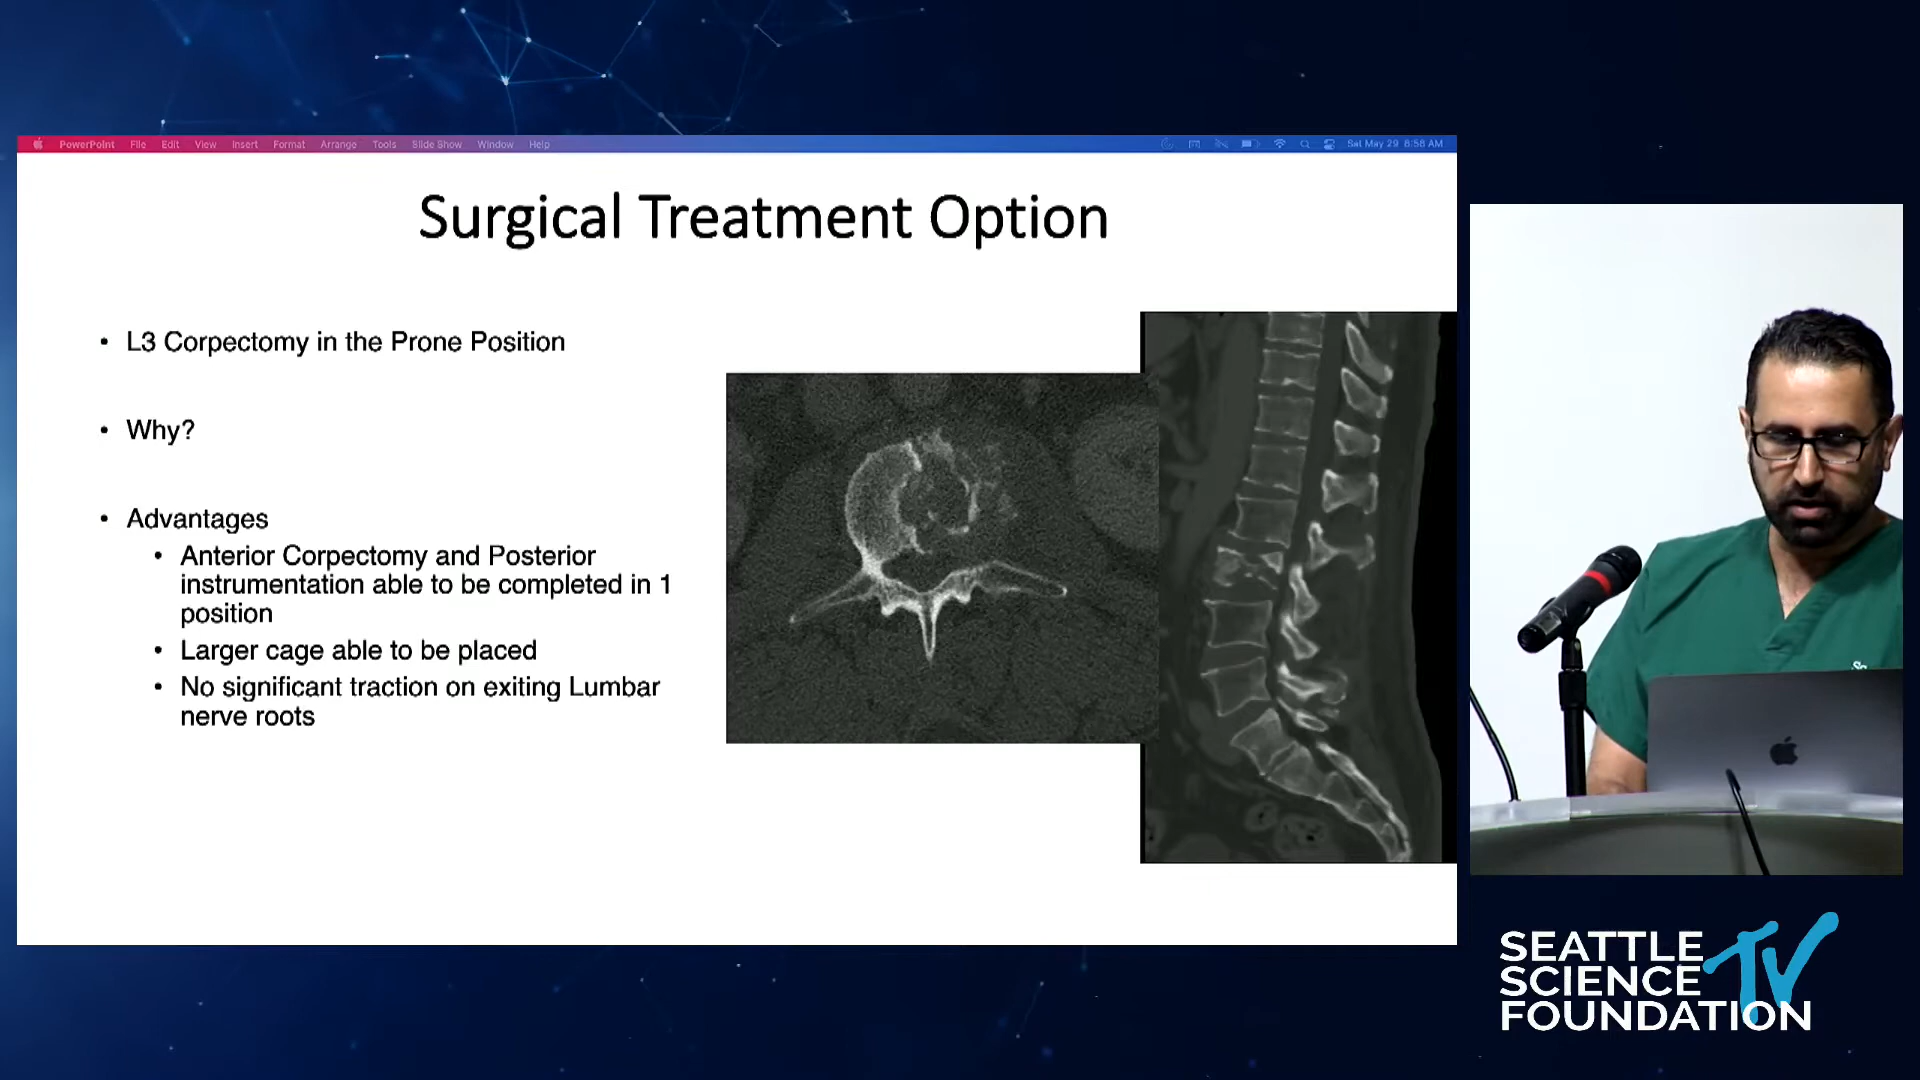 PowerPoint File Edit View Insert Format Arrange Tools Slide Show Window Help Sat May 29 8:58 AM
Surgical Treatment Option
• L3 Corpectomy in the Prone Position
• Why?
• Advantages
• Anterior Corpectomy and Posterior
instrumentation able to be completed in 1
position
• Larger cage able to be placed
• No significant traction on exiting Lumbar
nerve roots
SEATTLE
SCIENCE
FOUNDATION
TV